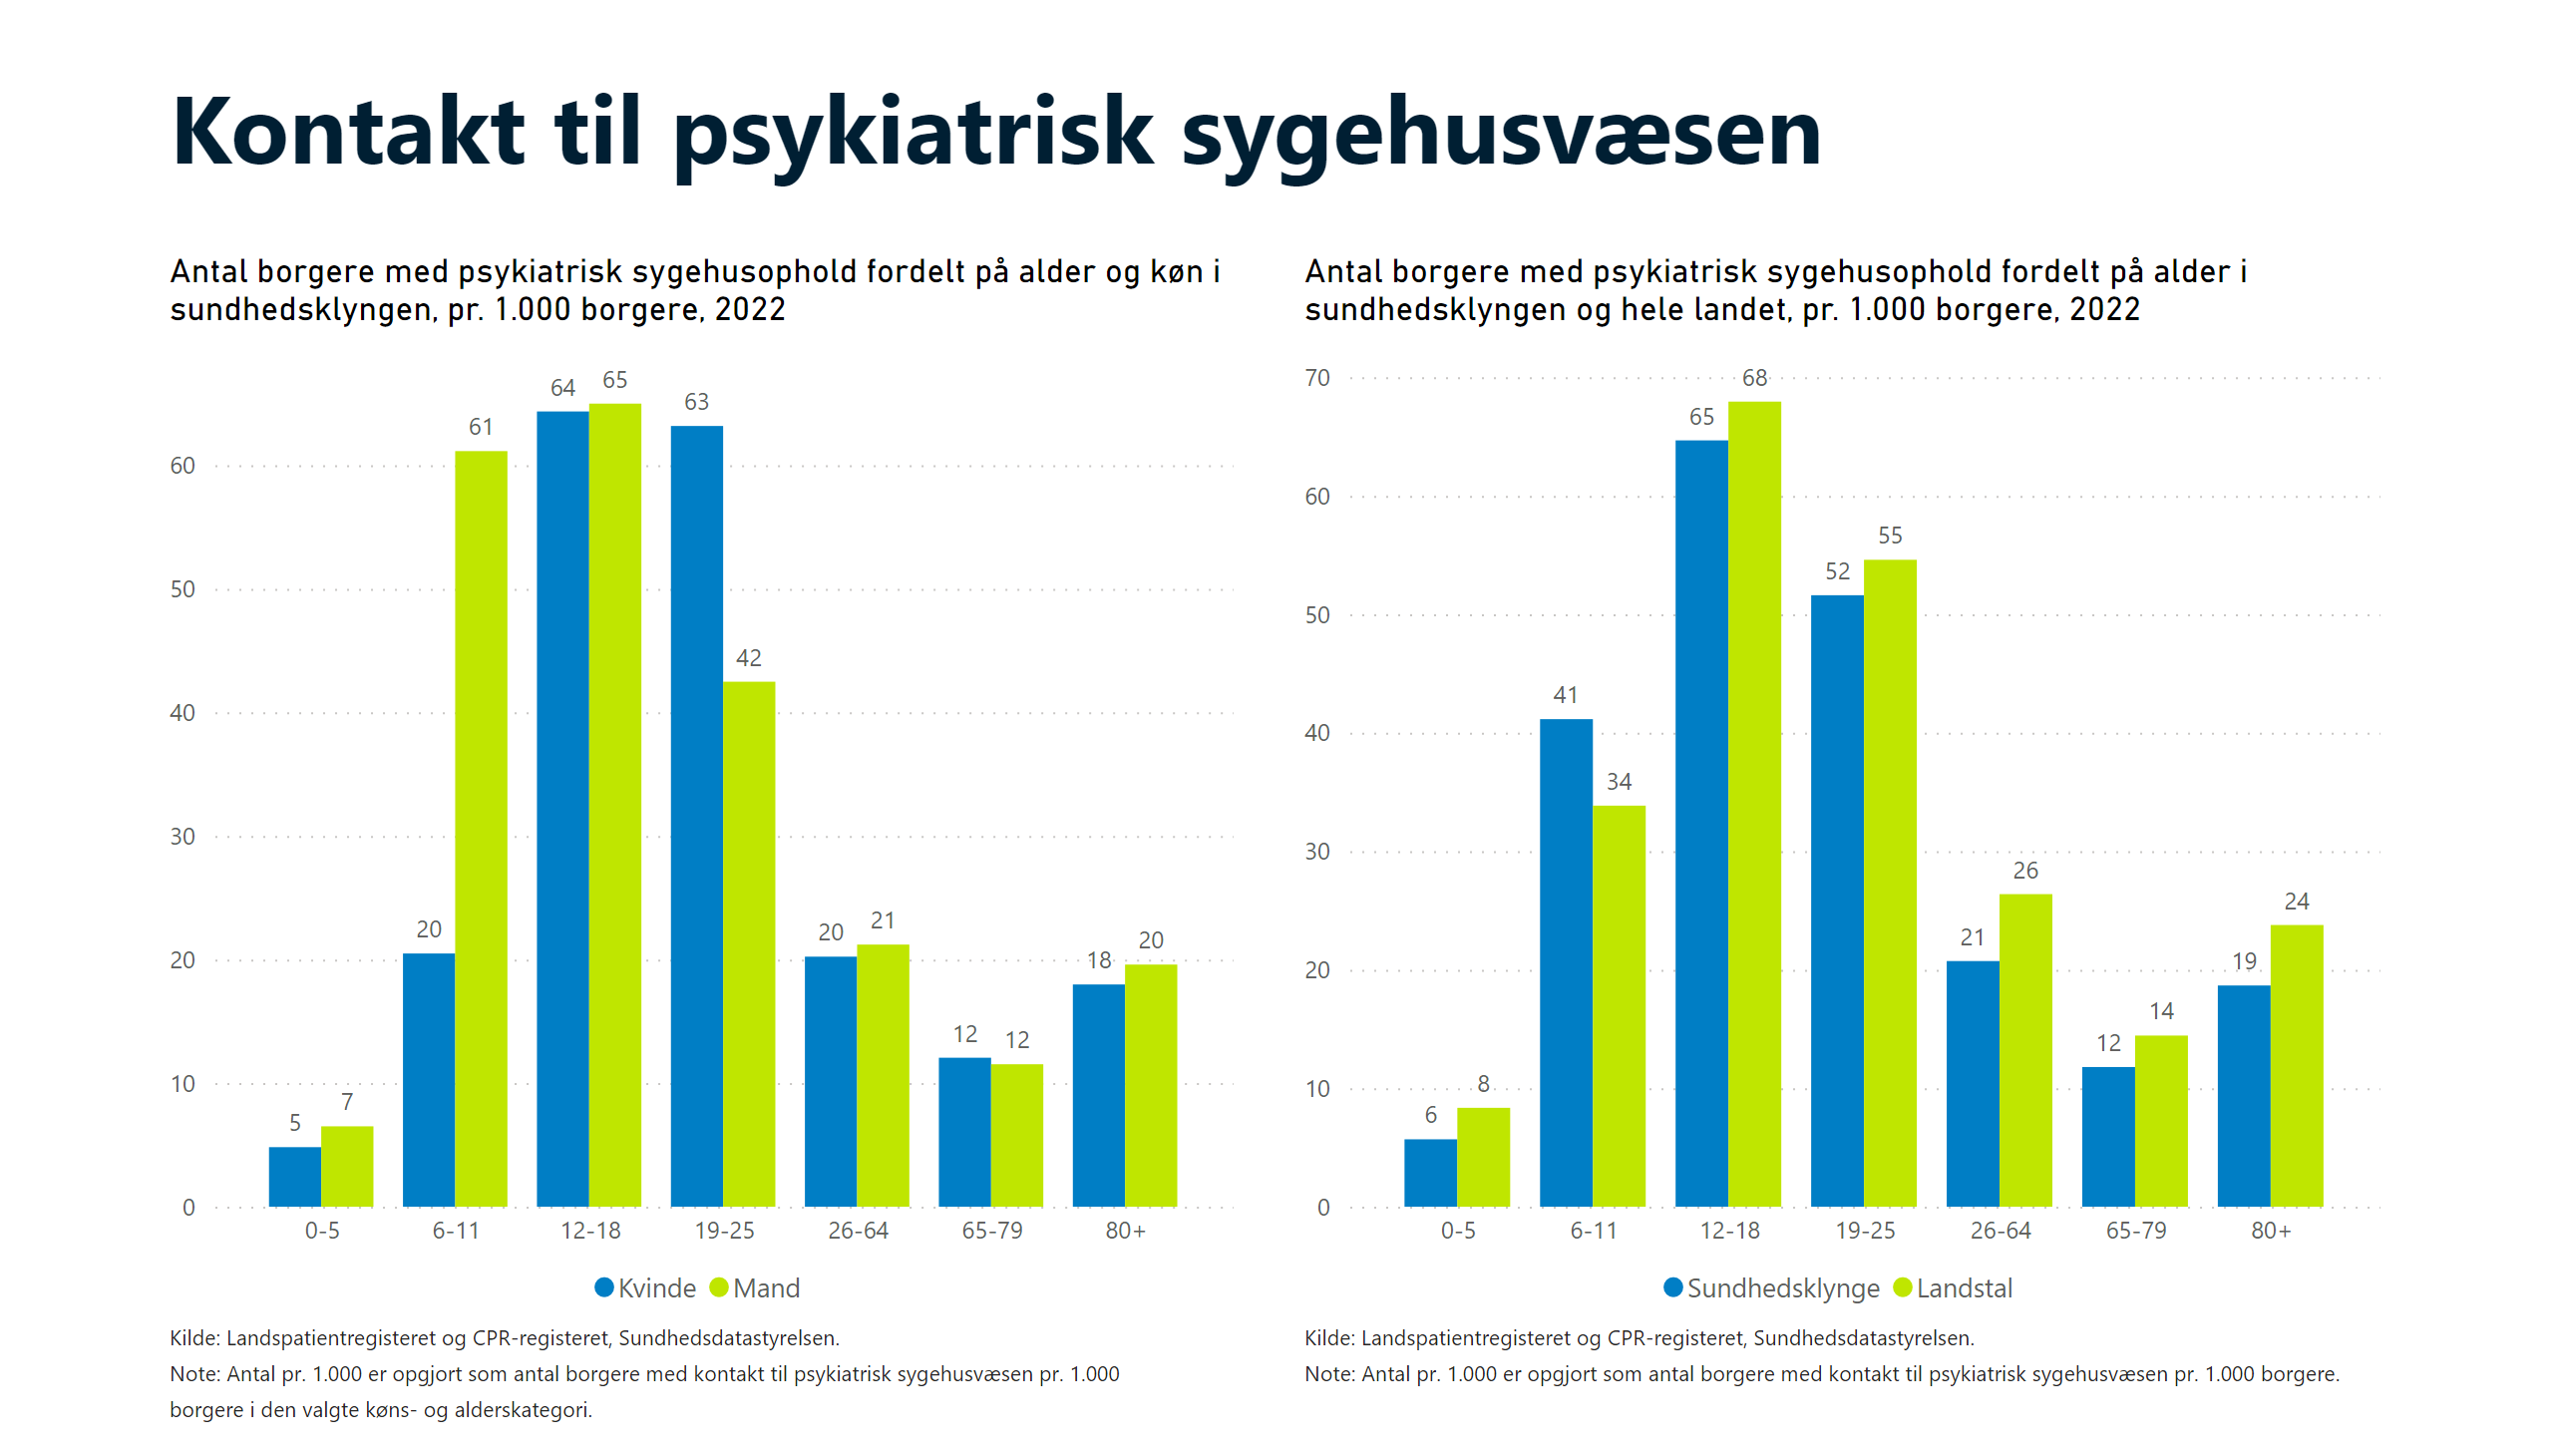 Kontakt til psykiatrisk sygehusvæsen
Antal borgere med psykiatrisk sygehusophold fordelt på alder og køn i
sundhedsklyngen, pr. 1.000 borgere, 2022
64 65 63
61
60
50
42
40
30
20 20 21
20 18 20
12 12
10
5 7
0
0-5 6-11 12-18 19-25 26-64 65-79 80+
Kvinde Mand
Kilde: Landspatientregisteret og CPR-registeret, Sundhedsdatastyrelsen.
Note: Antal pr. 1.000 er opgjort som antal borgere med kontakt til psykiatrisk sygehusvæsen pr. 1.000
borgere i den valgte køns- og alderskategori.
Antal borgere med psykiatrisk sygehusophold fordelt på alder i
sundhedsklyngen og hele landet, pr. 1.000 borgere, 2022
70 68
65
60
55
52
50
41
40
34
30
26
24
21
20 19
14
12
10 8
6
0
0-5 6-11 12-18 19-25 26-64 65-79 80+
Sundhedsklynge Landstal
Kilde: Landspatientregisteret og CPR-registeret, Sundhedsdatastyrelsen.
Note: Antal pr. 1.000 er opgjort som antal borgere med kontakt til psykiatrisk sygehusvæsen pr. 1.000 borgere.